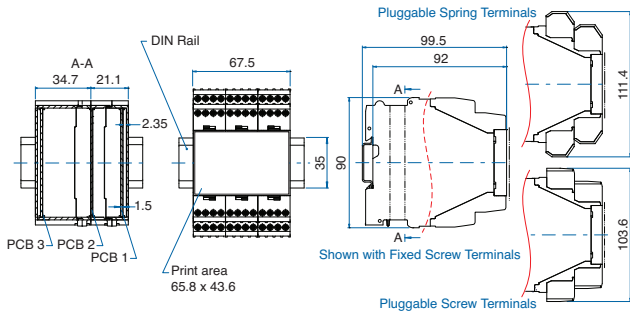 Pluggable Spring Terminals
A-A
34.7
21.1
2.35
1.5
PCB 3
PCB 2
PCB 1
DIN Rail
67.5
35
Print area
65.8 x 43.6
99.5
92
A
90
A
Shown with Fixed Screw Terminals
111.4
103.6
Pluggable Screw Terminals